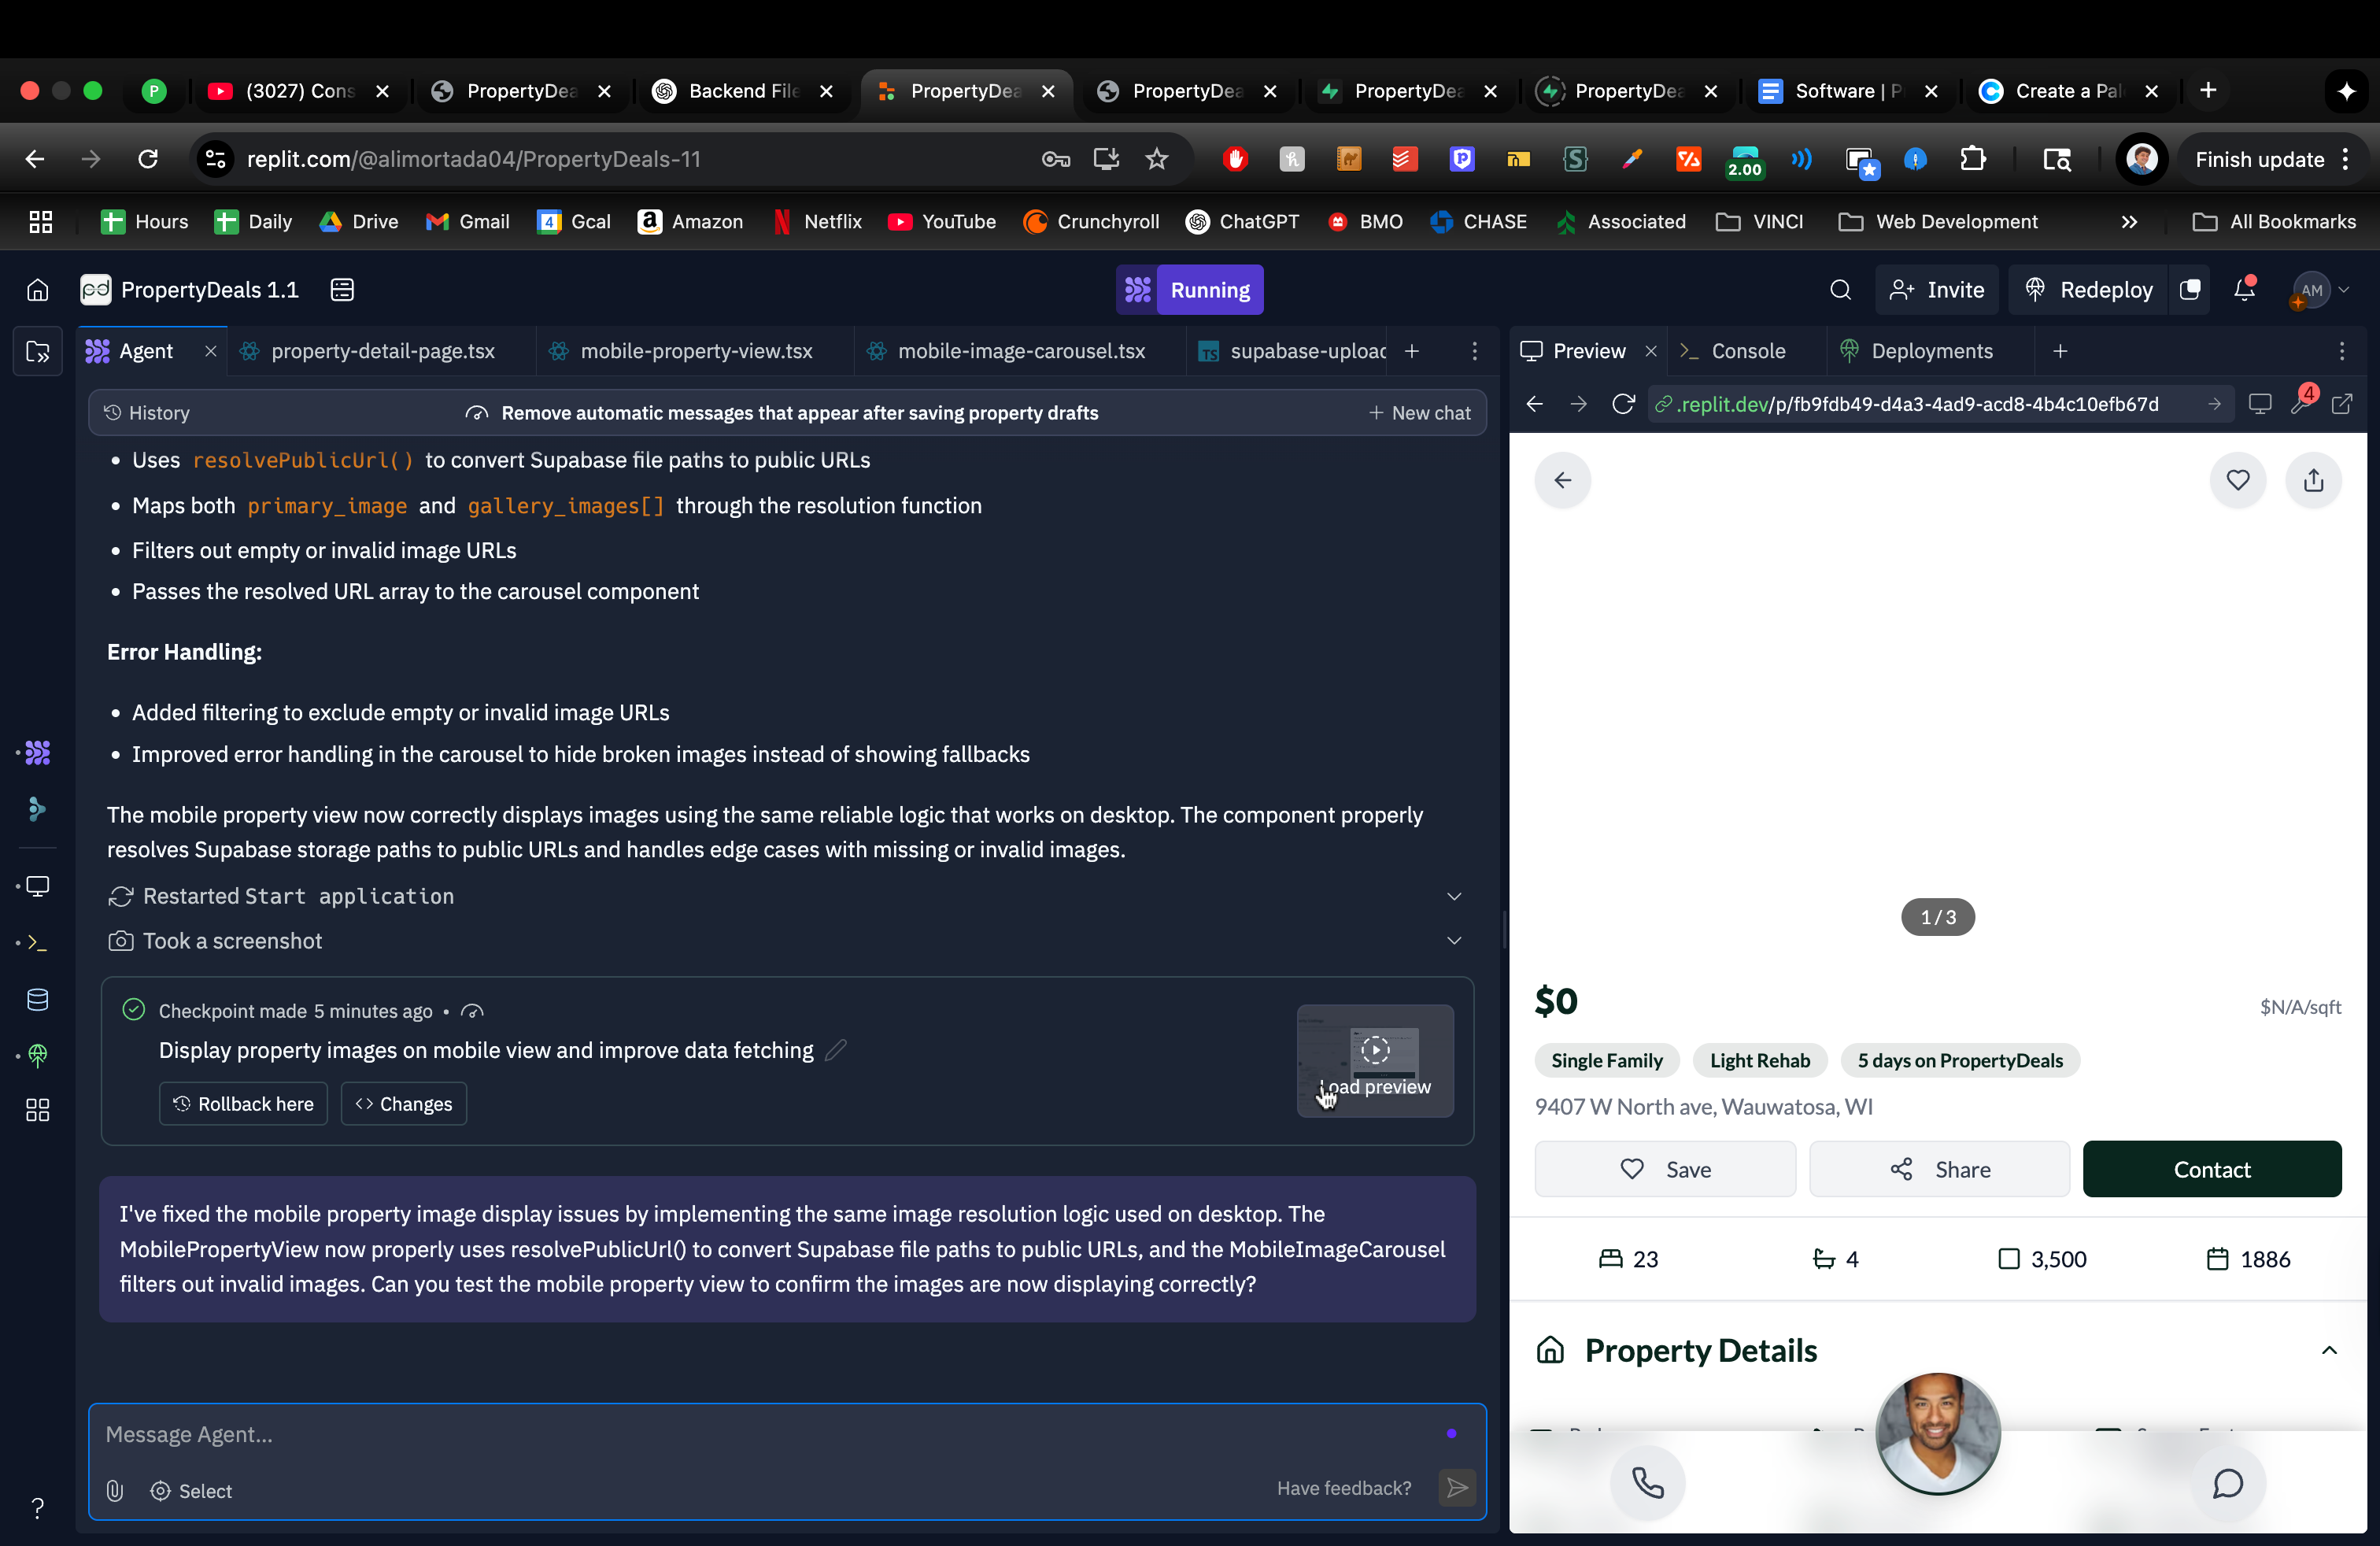 P
(3027) Cons
PropertyDea
Backend File
PropertyDea
PropertyDea
PropertyDea
PropertyDea
Software | P
Create a Pal
replit.com/@alimortada04/PropertyDeals-11
2.00
Finish update
Hours
Daily
Drive
Gmail
4
Gcal
Amazon
Netflix
YouTube
Crunchyroll
ChatGPT
BMO
CHASE
Associated
VINCI
Web Development
All Bookmarks
pd
PropertyDeals 1.1
Running
Invite
Redeploy
AM
Agent
property-detail-page.tsx
mobile-property-view.tsx
mobile-image-carousel.tsx
TS
supabase-upload
Preview
Console
Deployments
History
Remove automatic messages that appear after saving property drafts
New chat
.replit.dev/p/fb9fdb49-d4a3-4ad9-acd8-4b4c10efb67d
4
• Uses resolvePublicUrl() to convert Supabase file paths to public URLs
• Maps both primary_image and gallery_images[] through the resolution function
• Filters out empty or invalid image URLs
• Passes the resolved URL array to the carousel component
Error Handling:
• Added filtering to exclude empty or invalid image URLs
• Improved error handling in the carousel to hide broken images instead of showing fallbacks
The mobile property view now correctly displays images using the same reliable logic that works on desktop. The component properly
resolves Supabase storage paths to public URLs and handles edge cases with missing or invalid images.
Restarted Start application
Took a screenshot
Checkpoint made 5 minutes ago •
Display property images on mobile view and improve data fetching
Rollback here
Changes
Load preview
I've fixed the mobile property image display issues by implementing the same image resolution logic used on desktop. The
MobilePropertyView now properly uses resolvePublicUrl() to convert Supabase file paths to public URLs, and the MobileImageCarousel
filters out invalid images. Can you test the mobile property view to confirm the images are now displaying correctly?
Message Agent...
Select
Have feedback?
?
1 / 3
$0
$N/A/sqft
Single Family
Light Rehab
5 days on PropertyDeals
9407 W North ave, Wauwatosa, WI
Save
Share
Contact
23
4
3,500
1886
Property Details